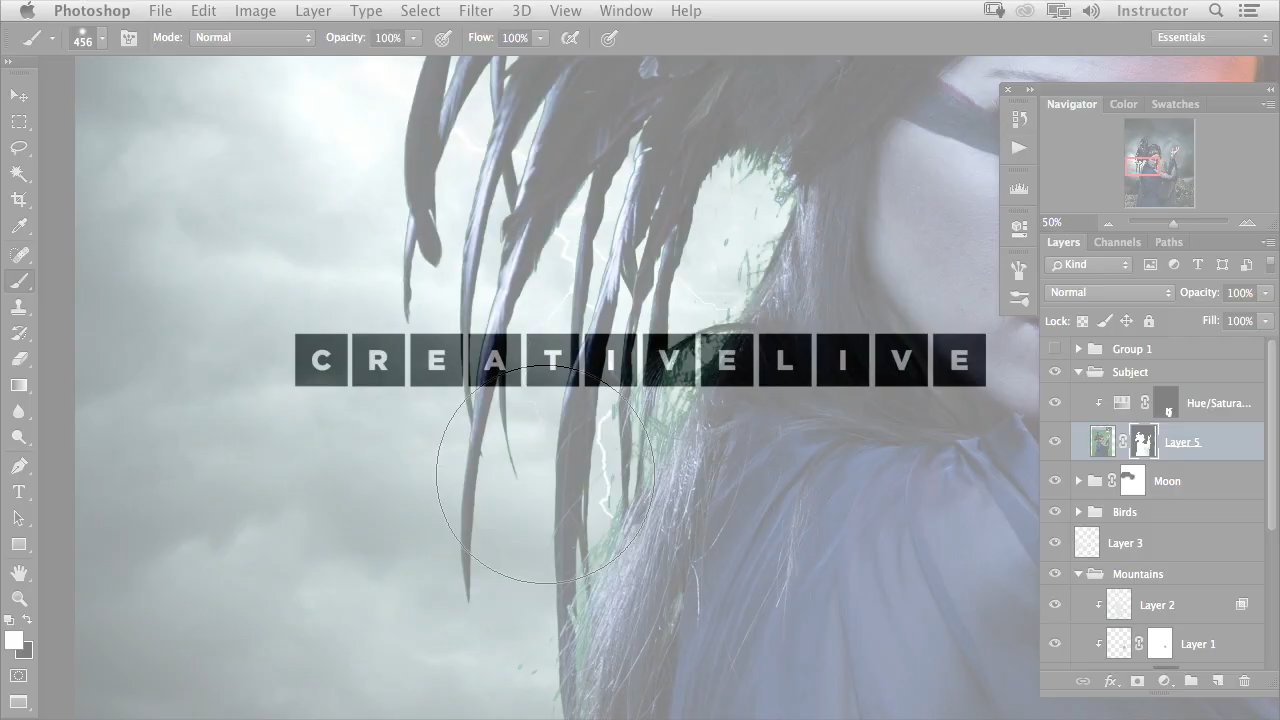 Photoshop File Edit Image Layer Type Select Filter 3D View Window Help Instructor
456 Mode: Normal Opacity: 100% Flow: 100% Essentials
Navigator Color Swatches
50%
Layers Channels Paths
Kind
Normal Opacity: 100%
Lock: Fill: 100%
Group 1
Subject
Hue/Satura...
Layer 5
Moon
Birds
Layer 3
Mountains
Layer 2
Layer 1
CREATIVELIVE